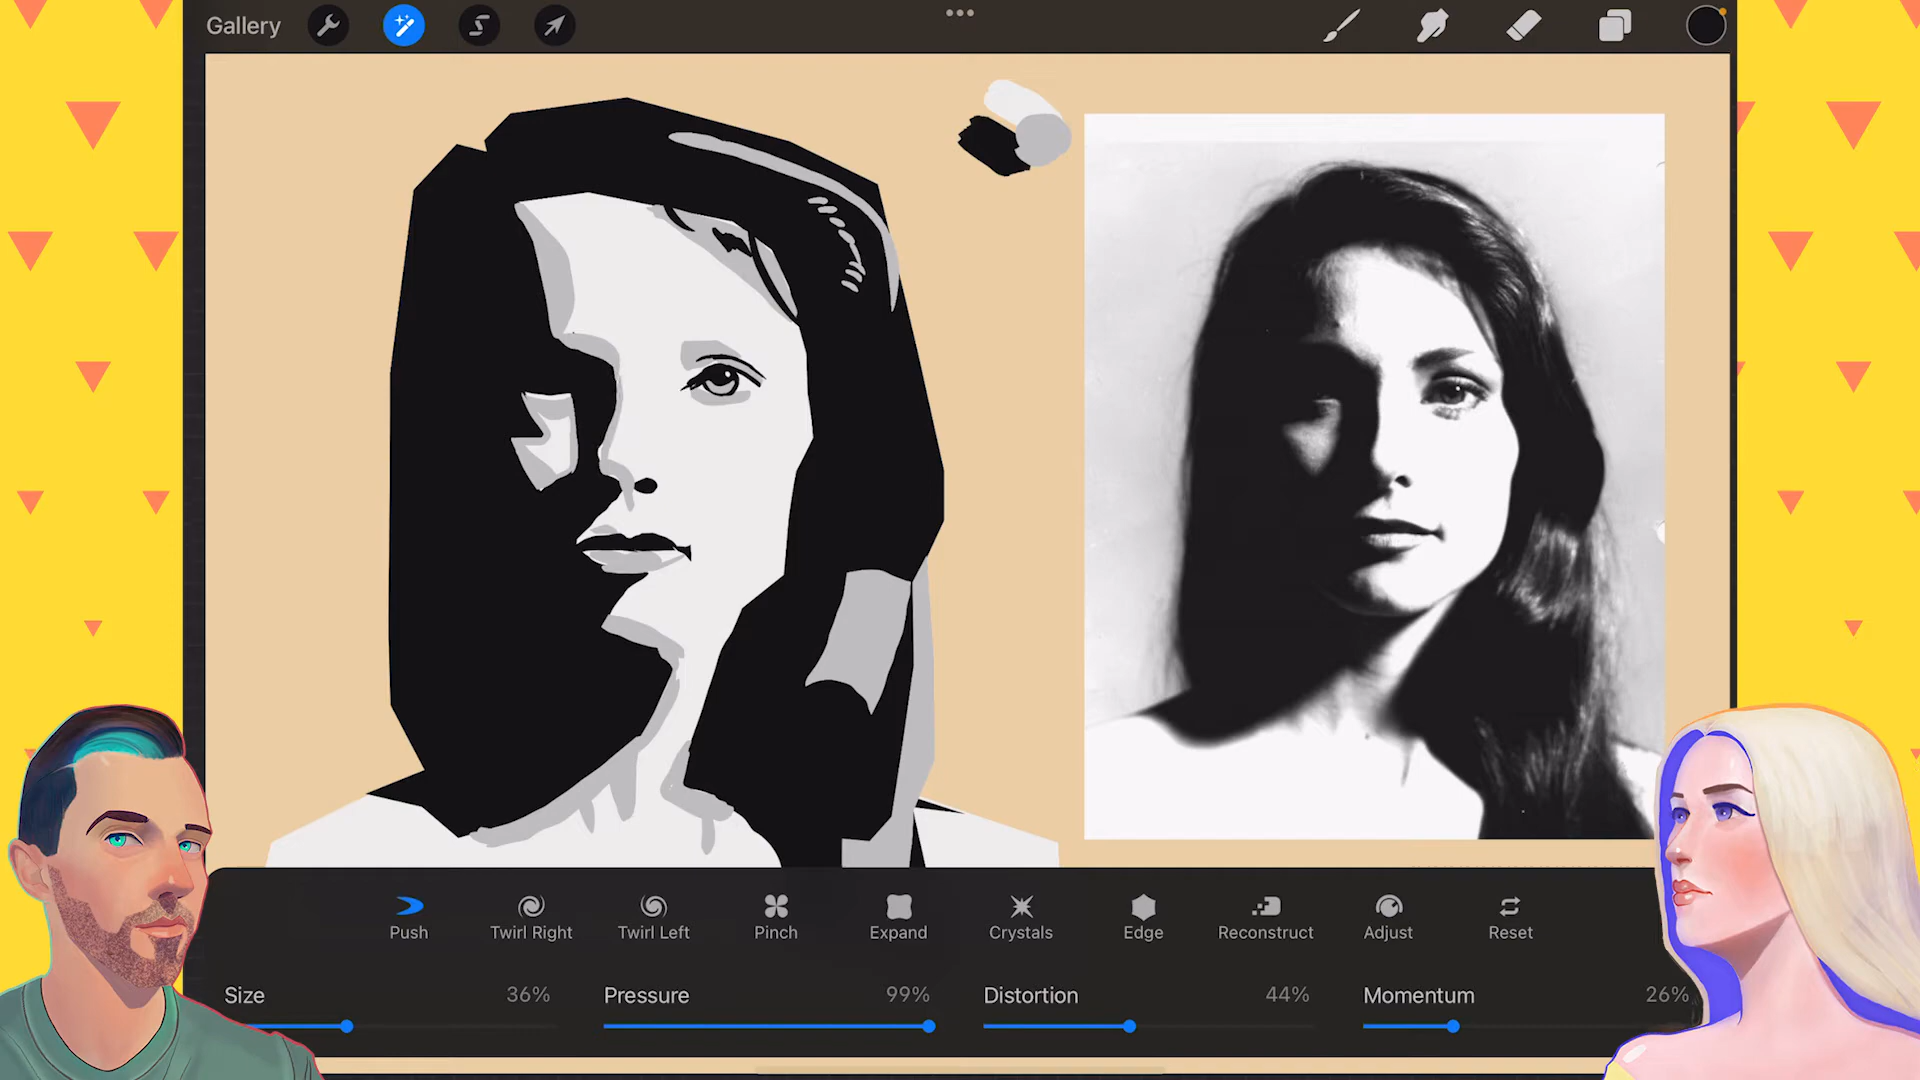 Gallery
Push Twirl Right Twirl Left Pinch Expand Crystals Edge Reconstruct Adjust Reset
Size 36% Pressure 99% Distortion 44% Momentum 26%